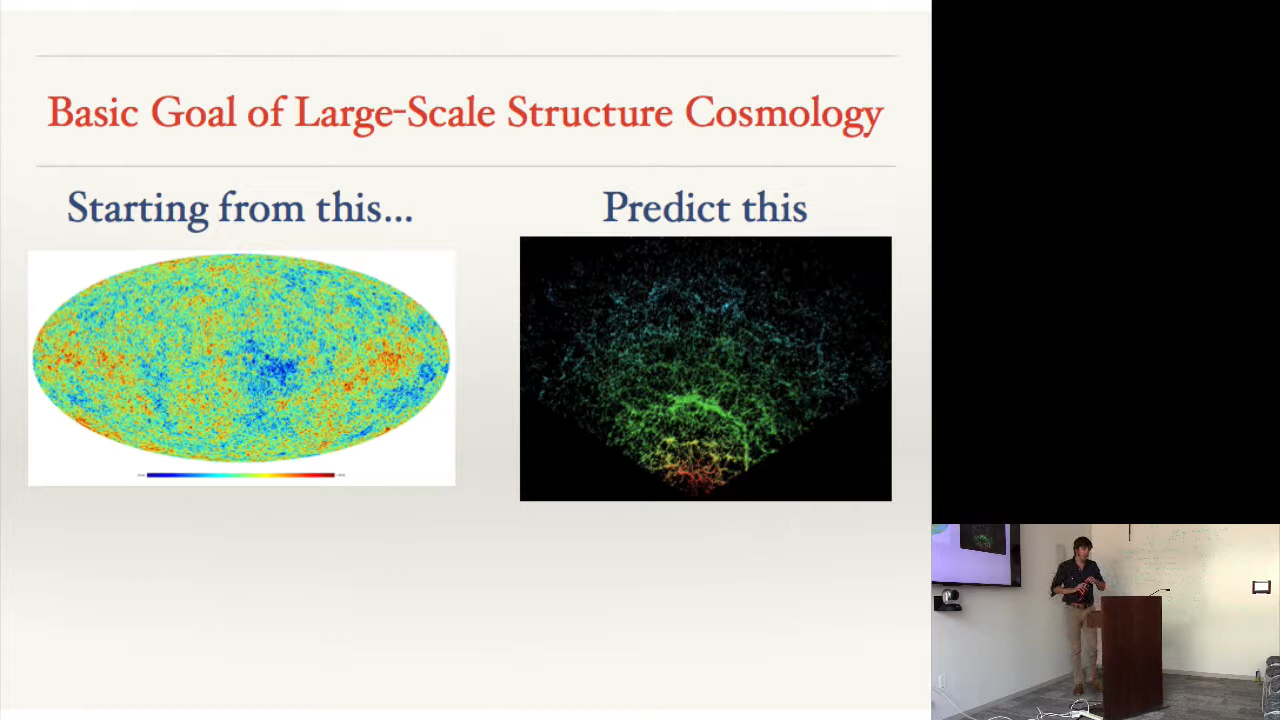 Basic Goal of Large-Scale Structure Cosmology
Starting from this...
Predict this